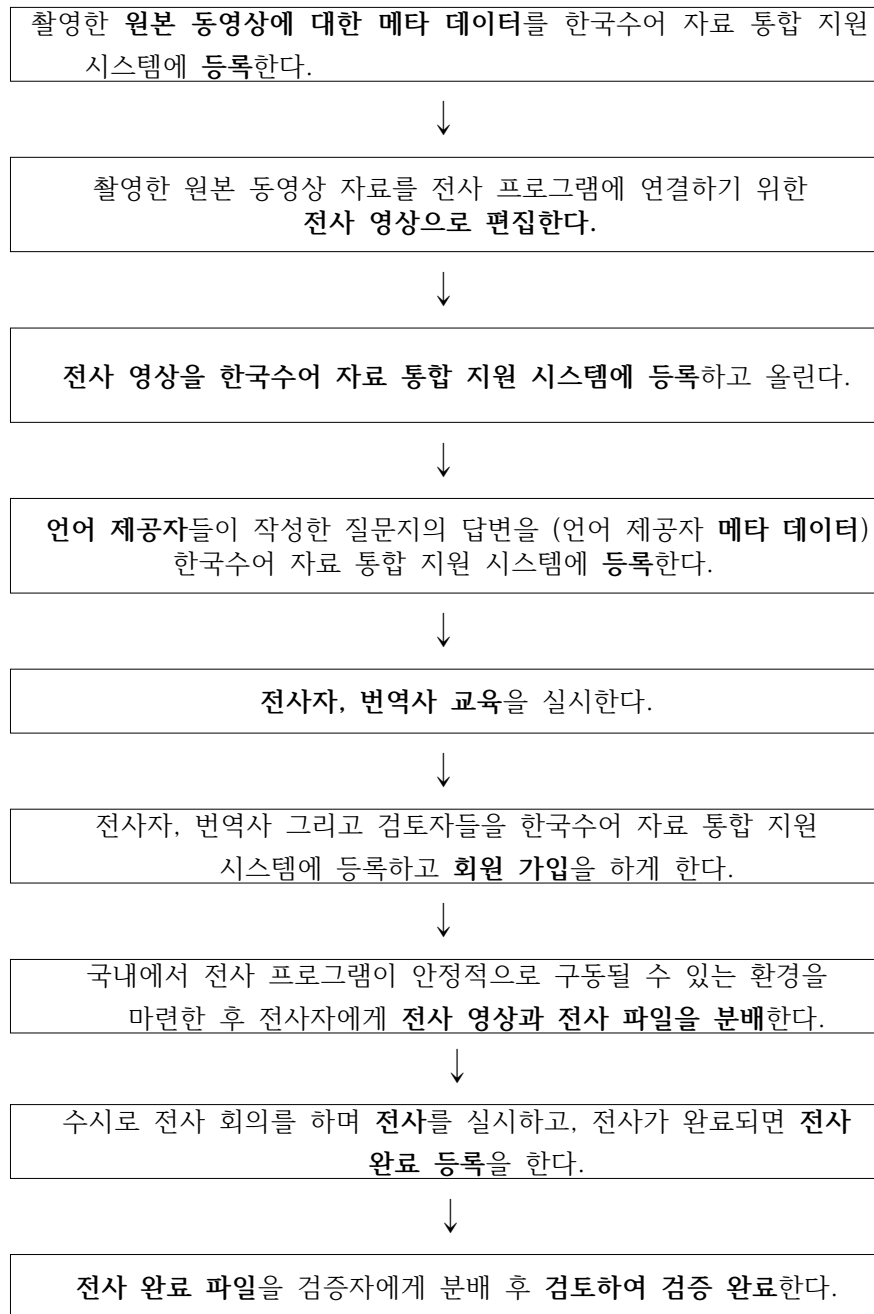 촬영한 원본 동영상에 대한 메타 데이터를 한국수어 자료 통합 지원
시스템에 등록한다.
↓
촬영한 원본 동영상 자료를 전사 프로그램에 연결하기 위한
전사 영상으로 편집한다.
↓
전사 영상을 한국수어 자료 통합 지원 시스템에 등록하고 올린다.
↓
언어 제공자들이 작성한 질문지의 답변을 (언어 제공자 메타 데이터)
한국수어 자료 통합 지원 시스템에 등록한다.
↓
전사자, 번역사 교육을 실시한다.
↓
전사자, 번역사 그리고 검토자들을 한국수어 자료 통합 지원
시스템에 등록하고 회원 가입을 하게 한다.
↓
국내에서 전사 프로그램이 안정적으로 구동될 수 있는 환경을
마련한 후 전사자에게 전사 영상과 전사 파일을 분배한다.
↓
수시로 전사 회의를 하며 전사를 실시하고, 전사가 완료되면 전사
완료 등록을 한다.
↓
전사 완료 파일을 검증자에게 분배 후 검토하여 검증 완료한다.